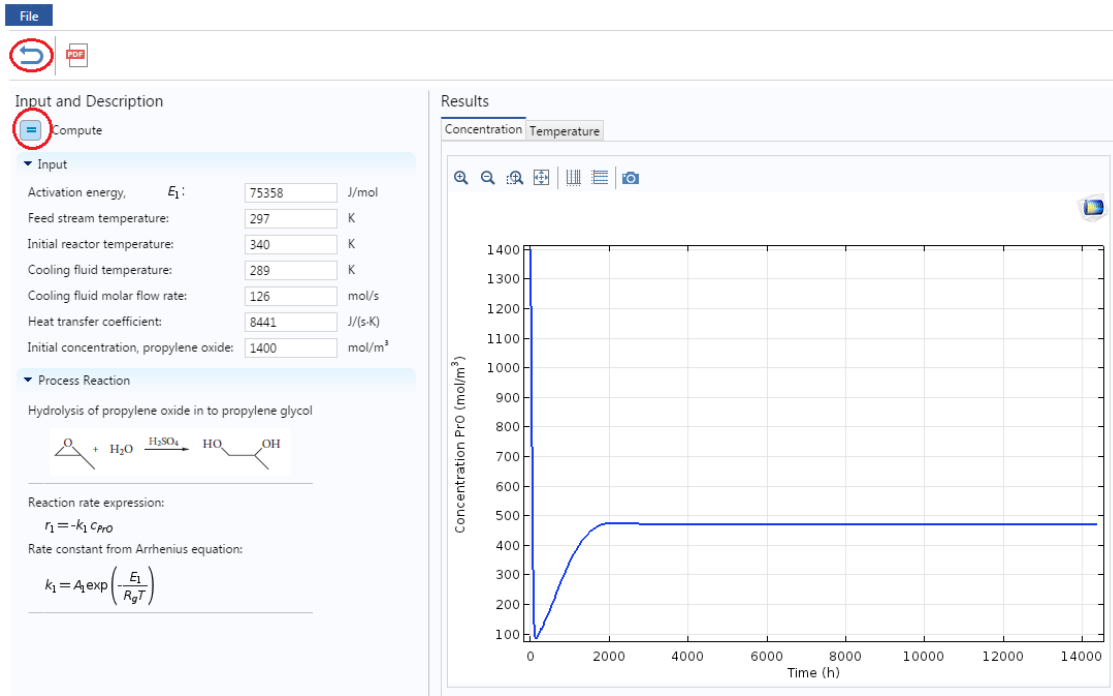 File
PDF
Input and Description
= Compute
Input
Activation energy, E₁: 75358 J/mol
Feed stream temperature: 297 K
Initial reactor temperature: 340 K
Cooling fluid temperature: 289 K
Cooling fluid molar flow rate: 126 mol/s
Heat transfer coefficient: 8441 J/(s·K)
Initial concentration, propylene oxide: 1400 mol/m³
Process Reaction
Hydrolysis of propylene oxide in to propylene glycol
O + H₂O H₂SO₄ HO OH
Reaction rate expression:
r₁=-k₁ c_PrO
Rate constant from Arrhenius equation:
k₁=A₁exp(-E₁/R_gT)
Results
Concentration Temperature
Concentration PrO (mol/m³)
1400
1300
1200
1100
1000
900
800
700
600
500
400
300
200
100
0 2000 4000 6000 8000 10000 12000 14000
Time (h)